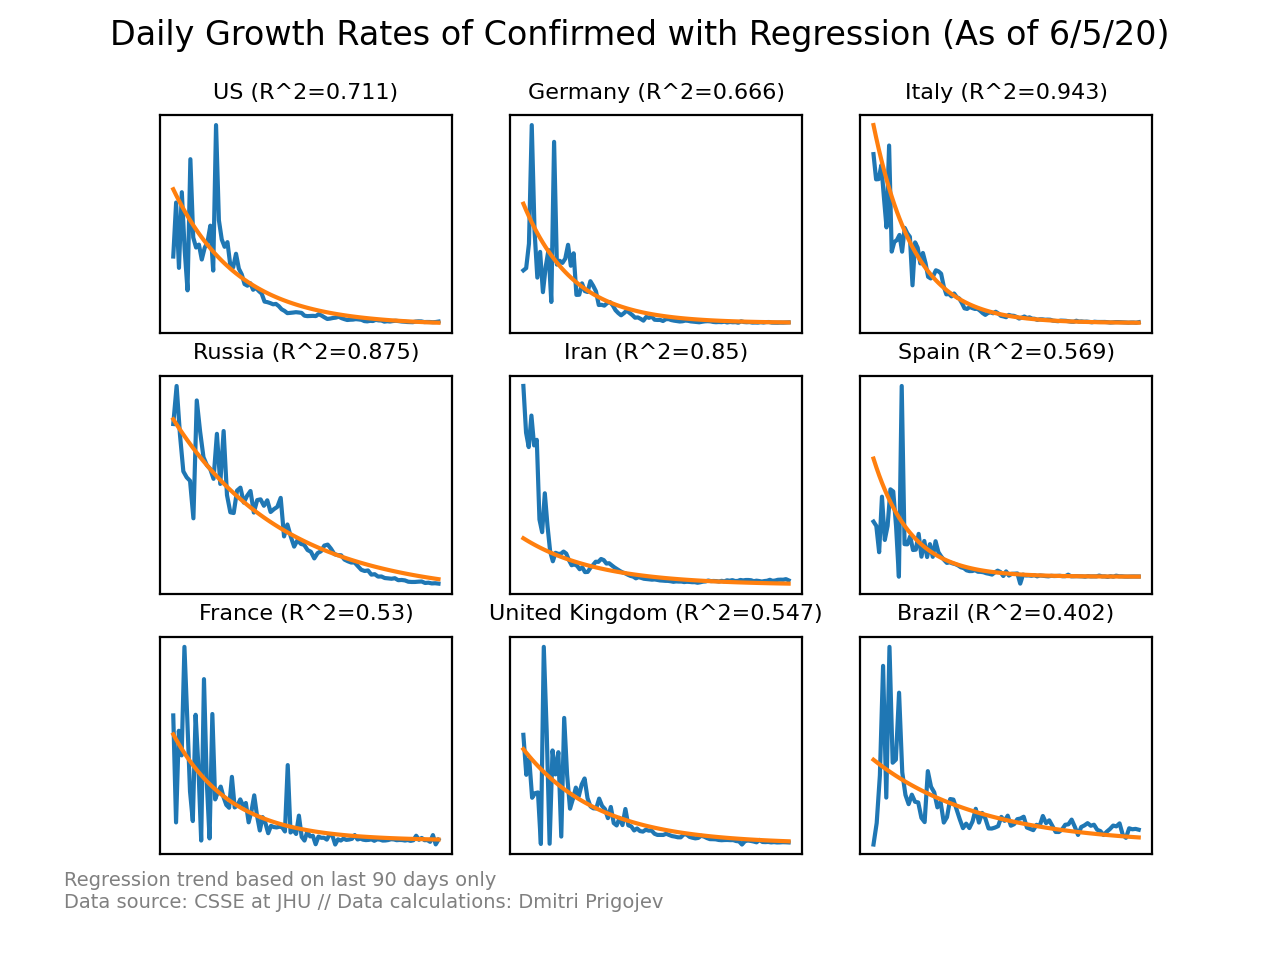 Daily Growth Rates of Confirmed with Regression (As of 6/5/20)
US (R^2=0.711)
Germany (R^2=0.666)
Italy (R^2=0.943)
Russia (R^2=0.875)
Iran (R^2=0.85)
Spain (R^2=0.569)
France (R^2=0.53)
United Kingdom (R^2=0.547)
Brazil (R^2=0.402)
Regression trend based on last 90 days only
Data source: CSSE at JHU // Data calculations: Dmitri Prigojev